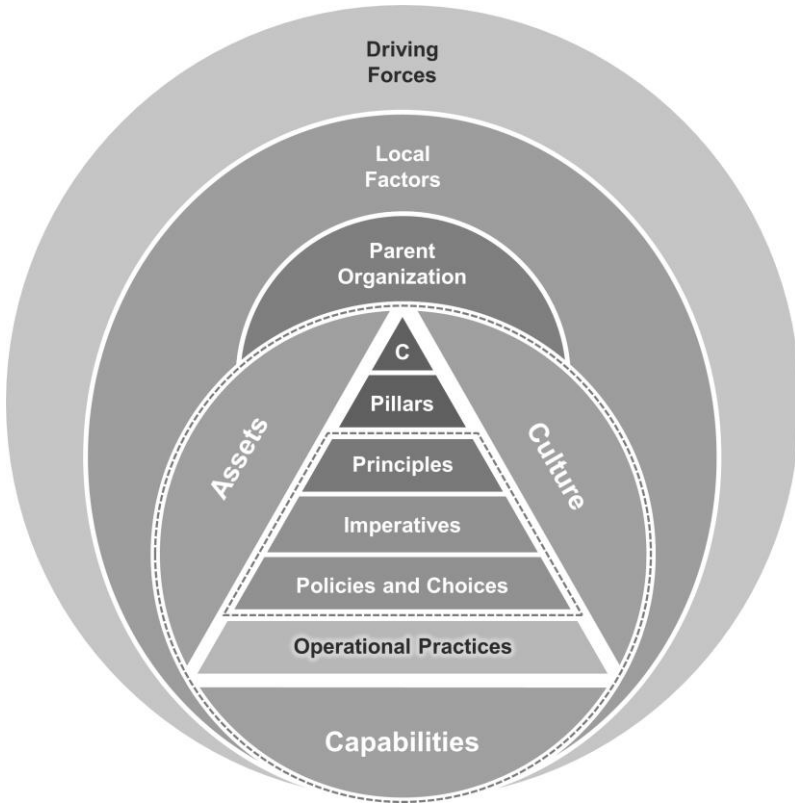 Driving
Forces
Local
Factors
Parent
Organization
C
Pillars
Assets
Culture
Principles
Imperatives
Policies and Choices
Operational Practices
Capabilities